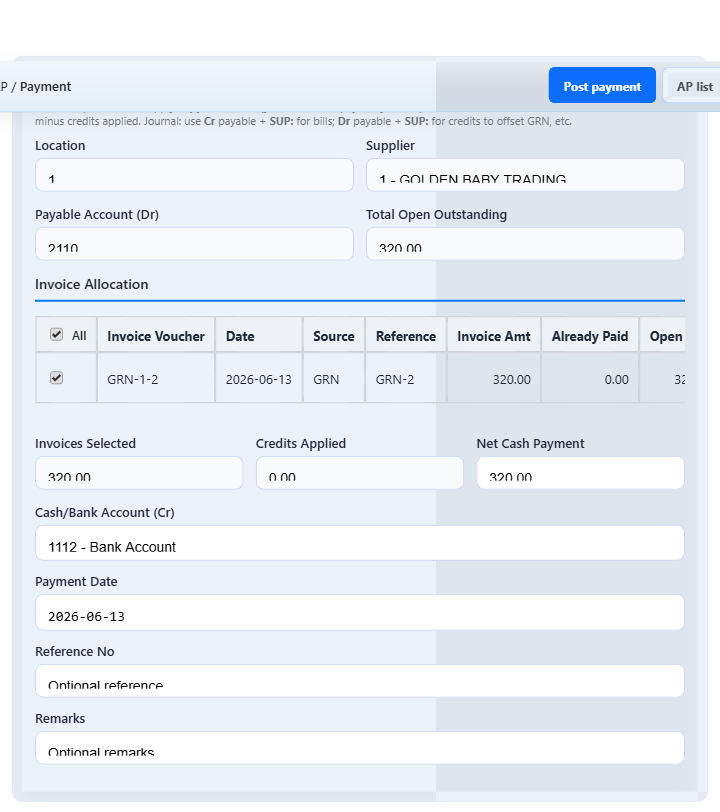 P / Payment
Post payment
AP list
minus credits applied. Journal: use Cr payable + SUP: for bills; Dr payable + SUP: for credits to offset GRN, etc.
Location
Supplier
1
1 - GOLDEN BABY TRADING
Payable Account (Dr)
Total Open Outstanding
2110
320.00
Invoice Allocation
All Invoice Voucher Date Source Reference Invoice Amt Already Paid Open
GRN-1-2 2026-06-13 GRN GRN-2 320.00 0.00 32
Invoices Selected
Credits Applied
Net Cash Payment
320.00
0.00
320.00
Cash/Bank Account (Cr)
1112 - Bank Account
Payment Date
2026-06-13
Reference No
Optional reference
Remarks
Optional remarks